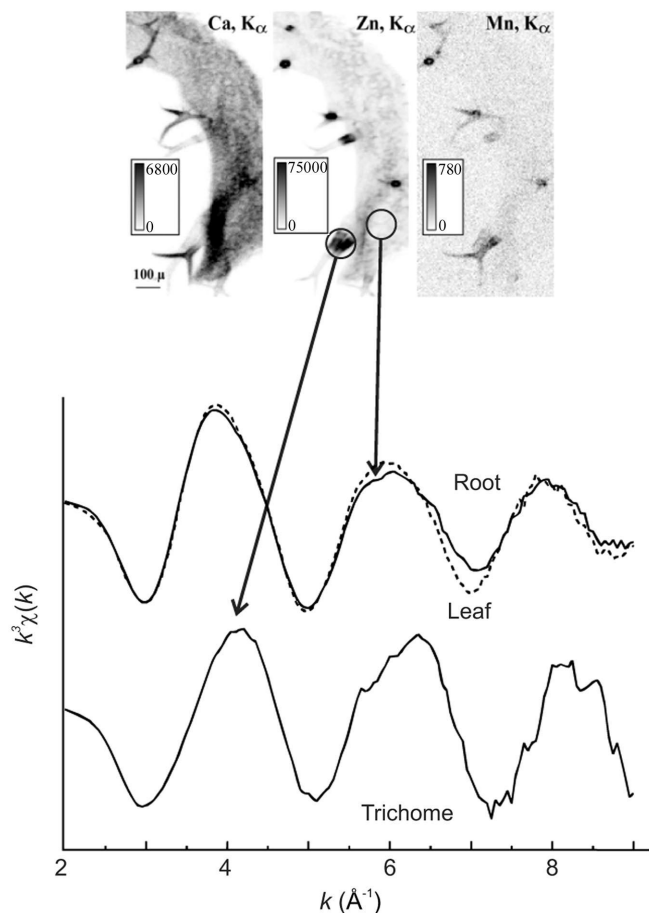 Ca, Kα Zn, Kα Mn, Kα
6800
0
75000
0
780
0
100 μ
Root
Leaf
Trichome
k³χ(k)
2 4 6 8
k (Å⁻¹)